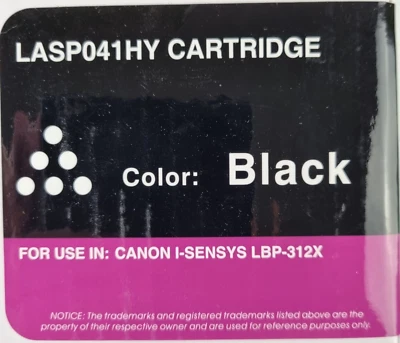 LASP041HY CARTRIDGE
Color: Black
FOR USE IN: CANON I-SENSYS LBP-312X
NOTICE: The trademarks and registered trademarks listed above are the
property of their respective owner and are used for reference purposes only.